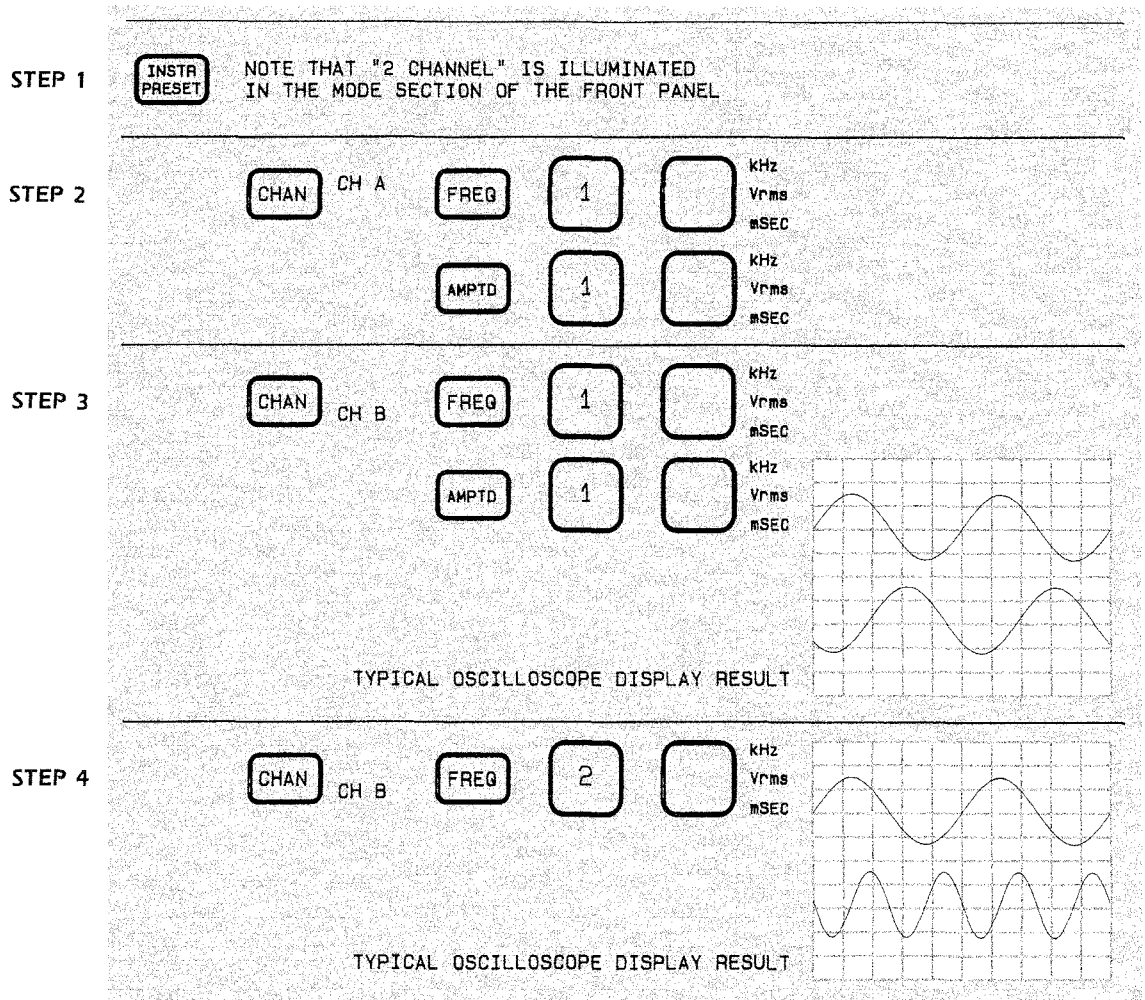 STEP 1
INSTR
PRESET
NOTE THAT "2 CHANNEL" IS ILLUMINATED
IN THE MODE SECTION OF THE FRONT PANEL
STEP 2
CHAN
CH A
FREQ
1
kHz
Vrms
mSEC
AMPTD
1
kHz
Vrms
mSEC
STEP 3
CHAN
CH B
FREQ
1
kHz
Vrms
mSEC
AMPTD
1
kHz
Vrms
mSEC
TYPICAL OSCILLOSCOPE DISPLAY RESULT
STEP 4
CHAN
CH B
FREQ
2
kHz
Vrms
mSEC
TYPICAL OSCILLOSCOPE DISPLAY RESULT